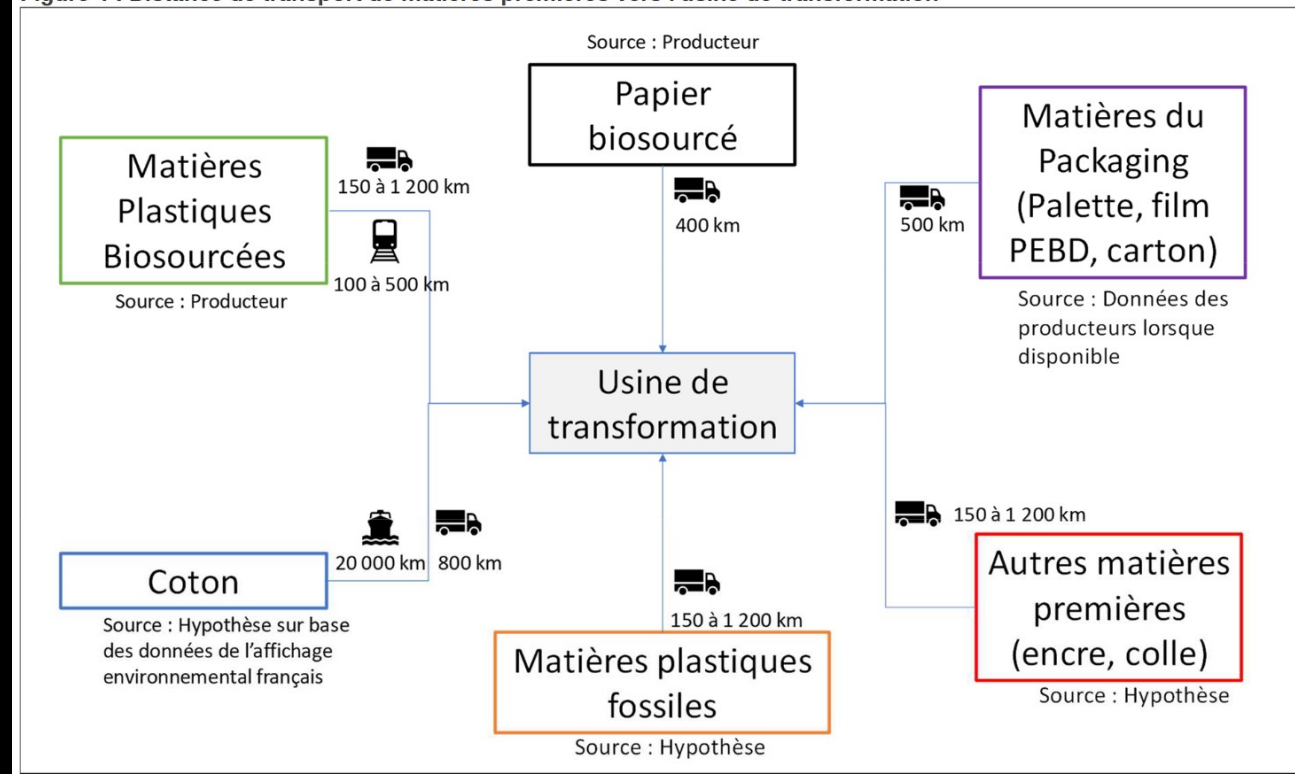 Source : Producteur
Papier
biosourcé
400 km
Matières
Plastiques
Biosourcées
Source : Producteur
150 à 1 200 km
100 à 500 km
Matières du
Packaging
(Palette, film
PEBD, carton)
500 km
Source : Données des
producteurs lorsque
disponible
Usine de
transformation
Coton
20 000 km
800 km
Source : Hypothèse sur base
des données de l’affichage
environnemental français
150 à 1 200 km
Matières plastiques
fossiles
Source : Hypothèse
150 à 1 200 km
Autres matières
premières
(encre, colle)
Source : Hypothèse